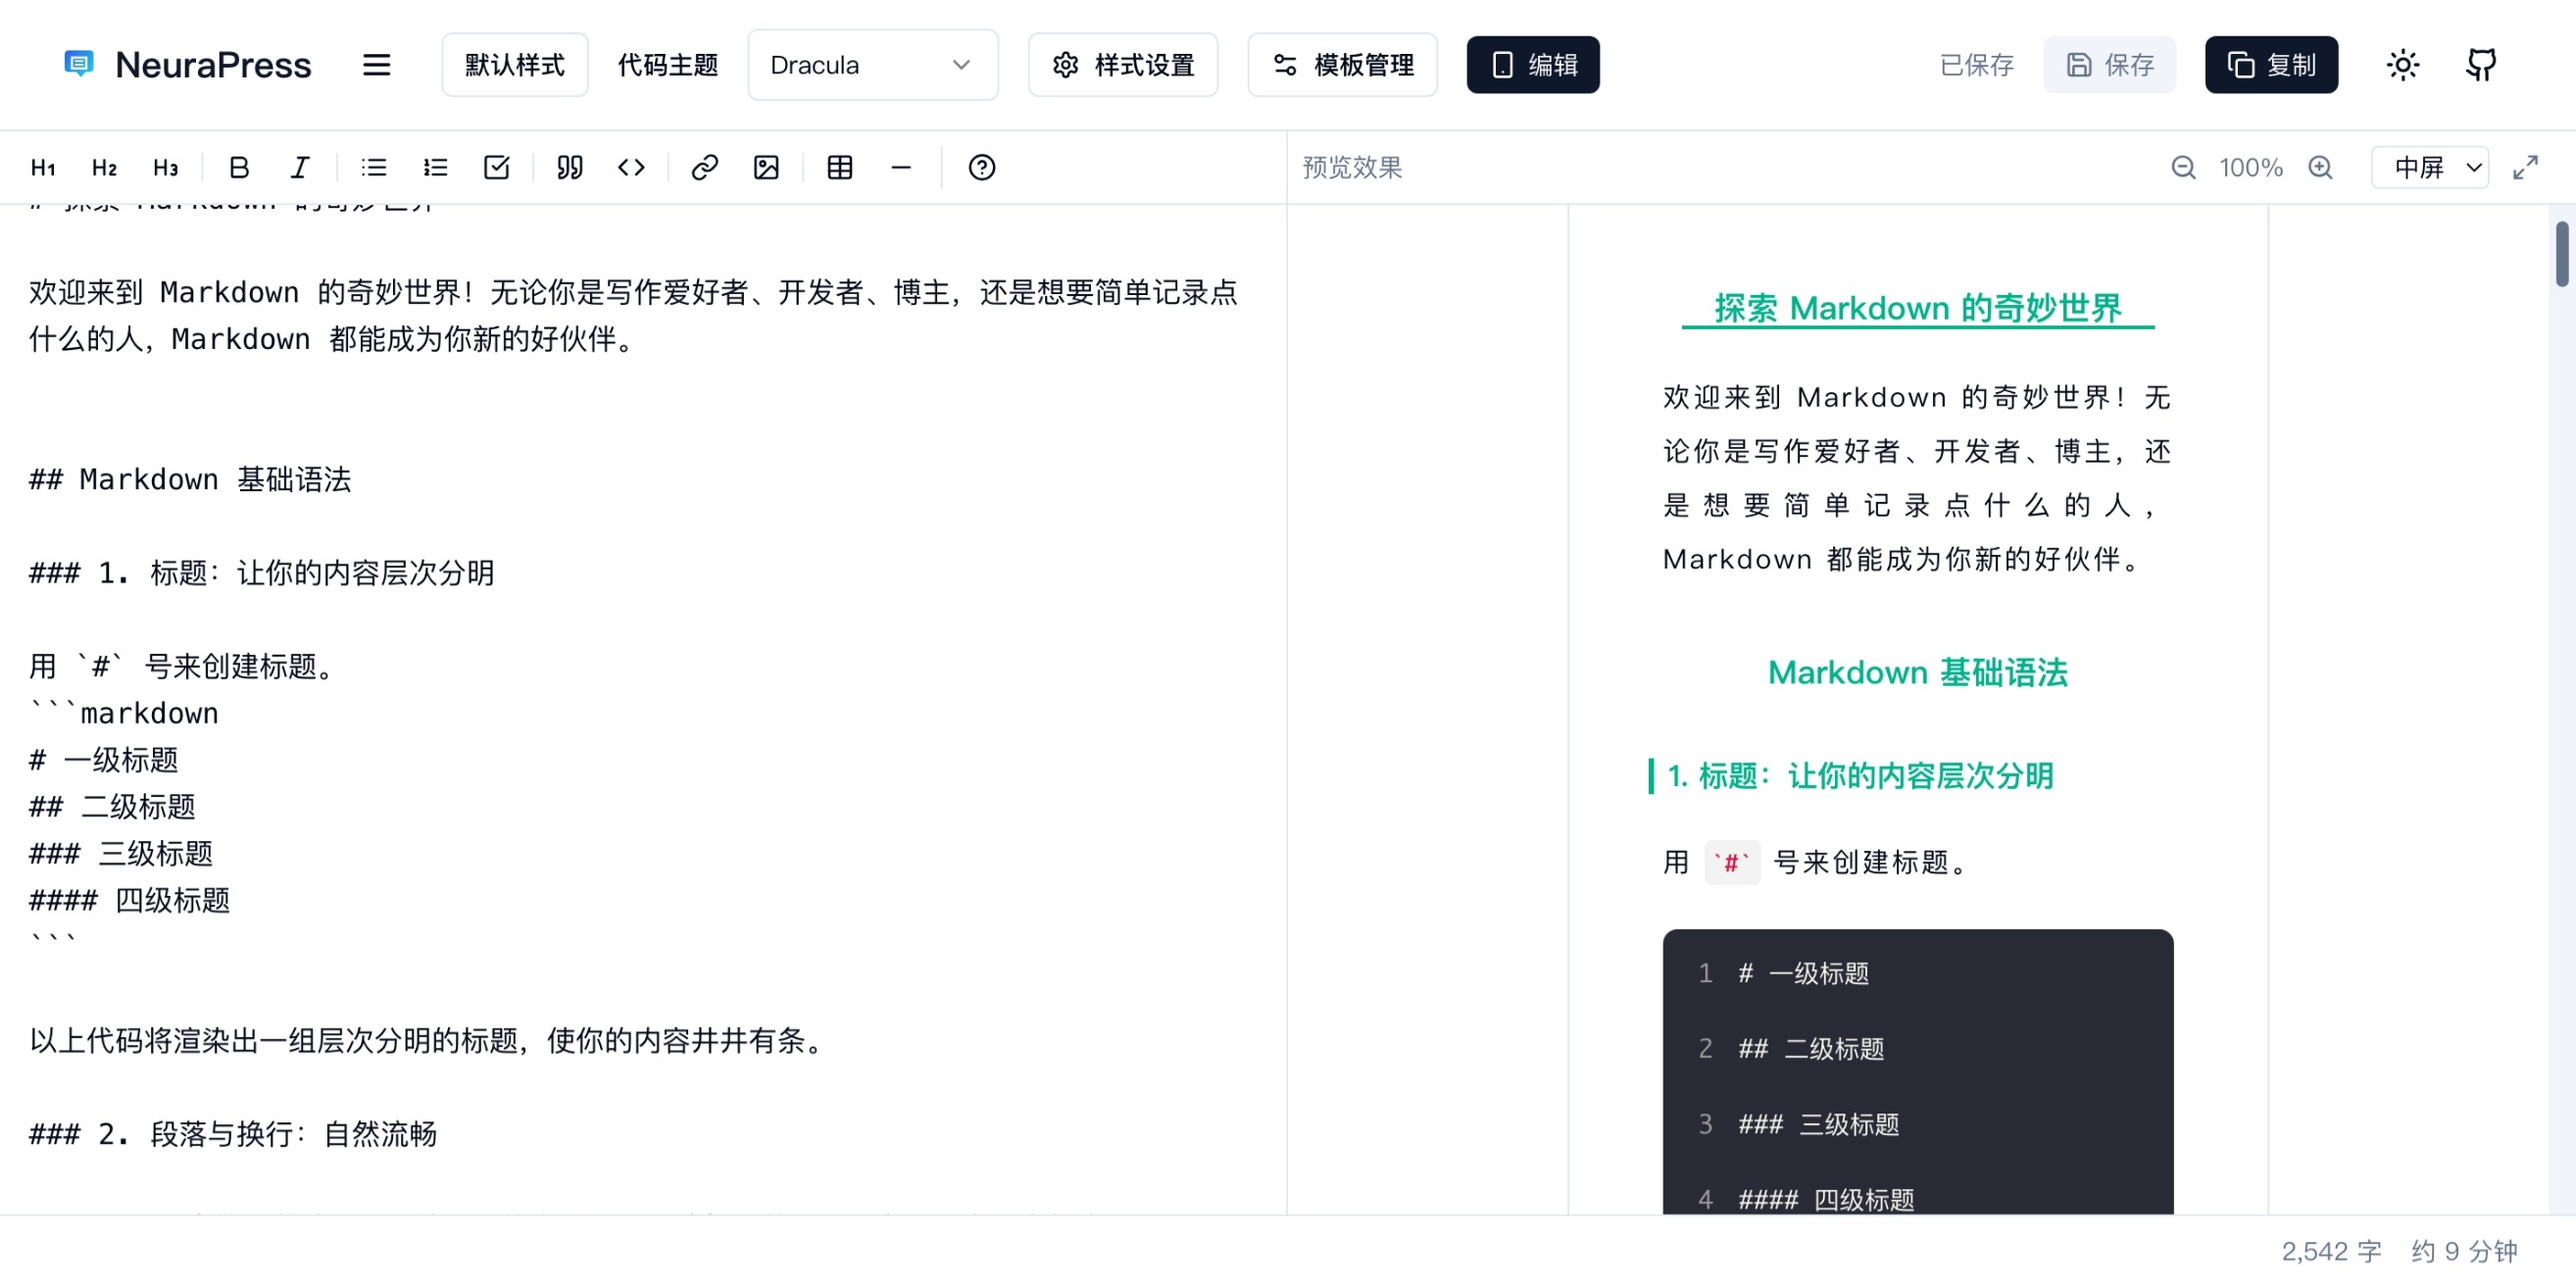 NeuraPress 默认样式 代码主题 Dracula 样式设置 模板管理 编辑 已保存 保存 复制
H1 H2 H3 B I 预览效果 100% 中屏
# 探索 Markdown 的奇妙世界
欢迎来到 Markdown 的奇妙世界！无论你是写作爱好者、开发者、博主，还是想要简单记录点
什么的人，Markdown 都能成为你新的好伙伴。
## Markdown 基础语法
### 1. 标题：让你的内容层次分明
用 `#` 号来创建标题。
```markdown
# 一级标题
## 二级标题
### 三级标题
#### 四级标题
```
以上代码将渲染出一组层次分明的标题，使你的内容井井有条。
### 2. 段落与换行：自然流畅
探索 Markdown 的奇妙世界
欢迎来到 Markdown 的奇妙世界！无
论你是写作爱好者、开发者、博主，还
是想要简单记录点什么的人，
Markdown 都能成为你新的好伙伴。
Markdown 基础语法
1. 标题：让你的内容层次分明
用 `#` 号来创建标题。
1 # 一级标题
2 ## 二级标题
3 ### 三级标题
4 #### 四级标题
2,542 字 约 9 分钟